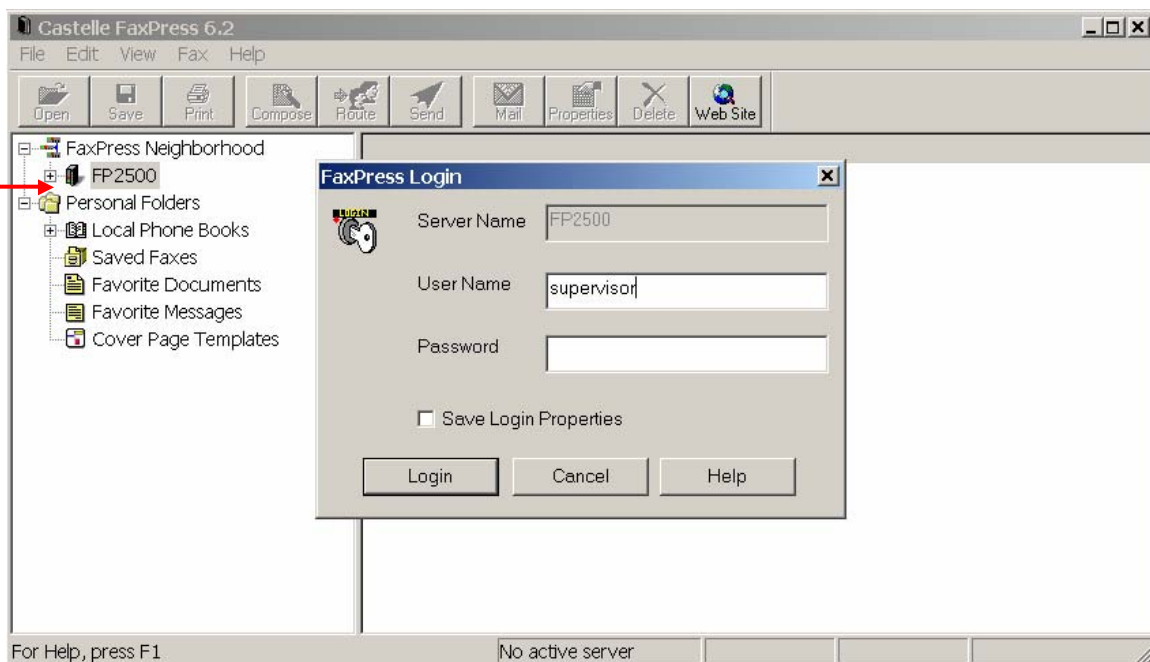 Castelle FaxPress 6.2
File Edit View Fax Help
Open Save Print Compose Route Send Mail Properties Delete Web Site
FaxPress Neighborhood
FP2500
Personal Folders
Local Phone Books
Saved Faxes
Favorite Documents
Favorite Messages
Cover Page Templates
FaxPress Login
LOGIN
Server Name FP2500
User Name supervisor
Password
Save Login Properties
Login Cancel Help
For Help, press F1 No active server